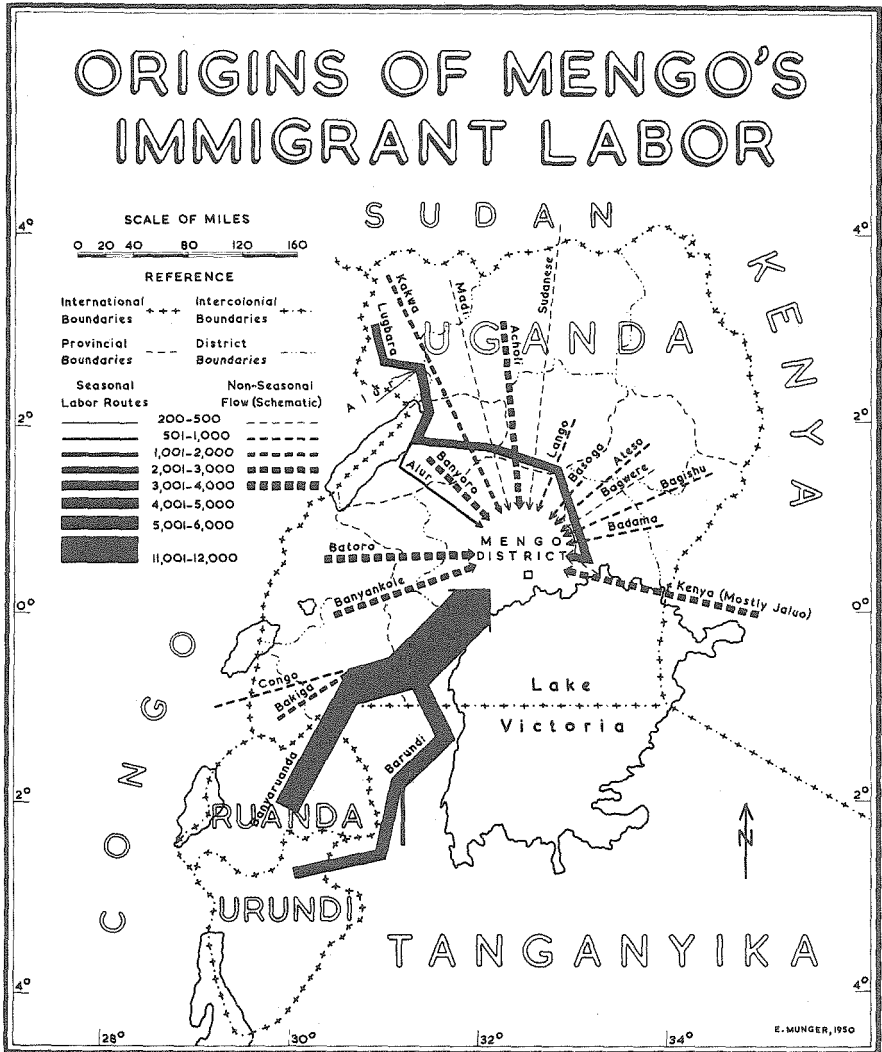 ORIGINS OF MENGO'S
IMMIGRANT LABOR
SCALE OF MILES
0 20 40 80 120 160
REFERENCE
International Boundaries
Intercolonial Boundaries
Provincial Boundaries
District Boundaries
Seasonal Labor Routes
Non-Seasonal Flow (Schematic)
200-500
501-1,000
1,001-2,000
2,001-3,000
3,001-4,000
4,001-5,000
5,001-6,000
11,001-12,000
SUDAN
KENYA
UGANDA
CONGO
RUANDA
URUNDI
TANGANYIKA
Lugbara
Kakwa
Madi
Acholi
Sudanese
Alur
Alur
Banyoro
Lango
Basoga
Ateso
Bagwere
Bagishu
Badama
MENGO
DISTRICT
Batoro
Banyankole
Kenya (Mostly Jaluo)
Congo
Bakiga
Banyaruanda
Barundi
Lake
Victoria
N
4°
2°
0°
2°
4°
4°
2°
0°
2°
4°
28°
30°
32°
34°
E. MUNGER, 1950